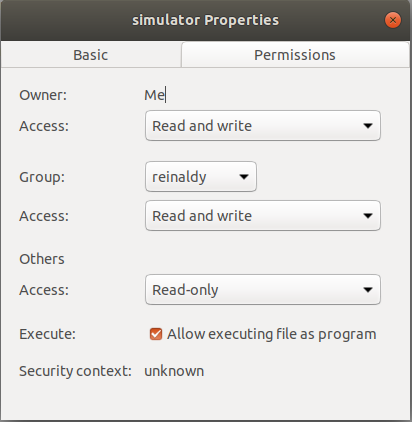 simulator Properties
Basic Permissions
Owner: Me
Access: Read and write
Group: reinaldy
Access: Read and write
Others
Access: Read-only
Execute: Allow executing file as program
Security context: unknown